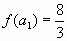 f(a₁) = 8/3